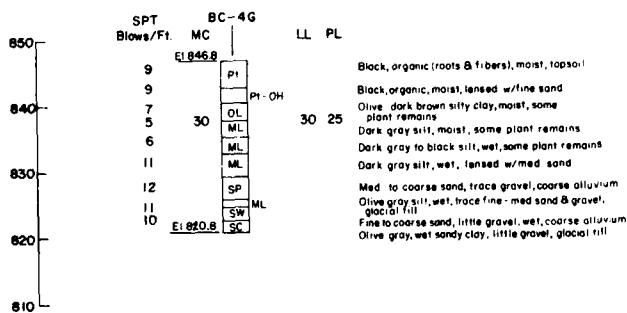 SPT
Blows/Ft.
MC
BC-4G
LL PL
850
840
830
820
810
El 846.8
9
9
7
5
6
11
12
11
10
30
Pt
Pt-OH
OL
ML
ML
ML
SP
ML
SW
SC
El 820.8
30 25
Black, organic (roots & fibers), moist, topsoil
Black, organic, moist, lensed w/fine sand
Olive dark brown silty clay, moist, some
plant remains
Dark gray silt, moist, some plant remains
Dark gray to black silt, wet, some plant remains
Dark gray silt, wet, lensed w/med sand
Med to coarse sand, trace gravel, coarse alluvium
Olive gray silt, wet, trace fine-med sand & gravel,
glacial fill
Fine to coarse sand, little gravel, wet, coarse alluvium
Olive gray, wet sandy clay, little gravel, glacial till